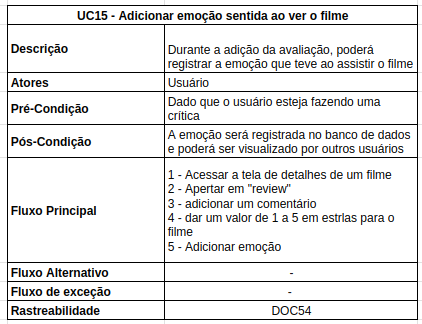 UC15 - Adicionar emoção sentida ao ver o filme
Descrição
Durante a adição da avaliação, poderá
registrar a emoção que teve ao assistir o filme
Atores
Usuário
Pré-Condição
Dado que o usuário esteja fazendo uma
crítica
Pós-Condição
A emoção será registrada no banco de dados
e poderá ser visualizado por outros usuários
Fluxo Principal
1 - Acessar a tela de detalhes de um filme
2 - Apertar em "review"
3 - adicionar um comentário
4 - dar um valor de 1 a 5 em estrlas para o
filme
5 - Adicionar emoção
Fluxo Alternativo
-
Fluxo de exceção
-
Rastreabilidade
DOC54